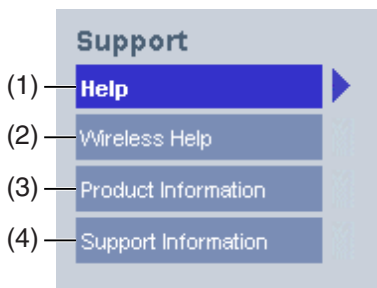 Support
(1) Help
(2) Wireless Help
(3) Product Information
(4) Support Information